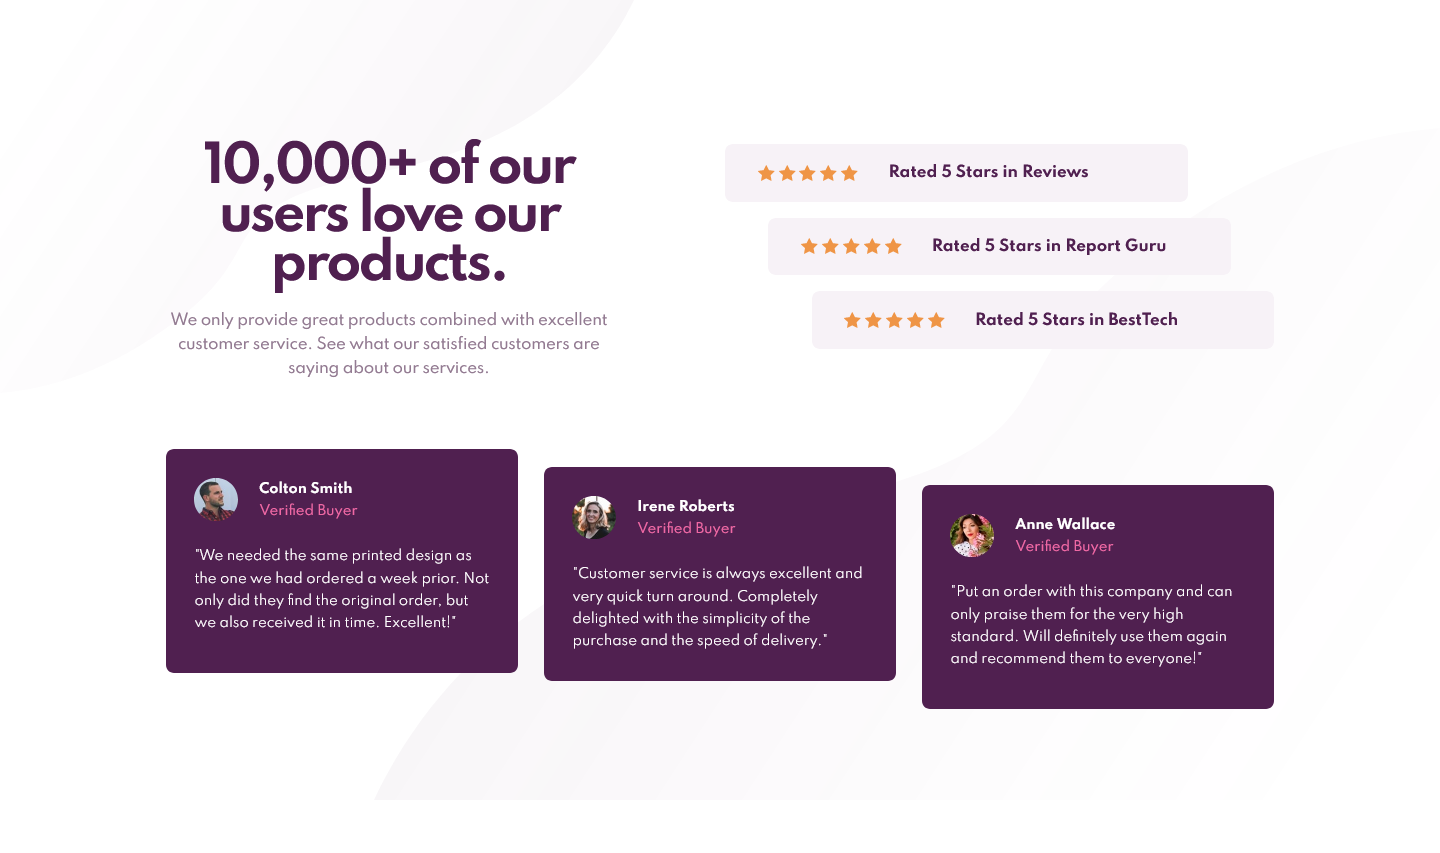 10,000+ of our
users love our
products.
We only provide great products combined with excellent
customer service. See what our satisfied customers are
saying about our services.
Rated 5 Stars in Reviews
Rated 5 Stars in Report Guru
Rated 5 Stars in BestTech
Colton Smith
Verified Buyer
"We needed the same printed design as
the one we had ordered a week prior. Not
only did they find the original order, but
we also received it in time. Excellent!"
Irene Roberts
Verified Buyer
"Customer service is always excellent and
very quick turn around. Completely
delighted with the simplicity of the
purchase and the speed of delivery."
Anne Wallace
Verified Buyer
"Put an order with this company and can
only praise them for the very high
standard. Will definitely use them again
and recommend them to everyone!"